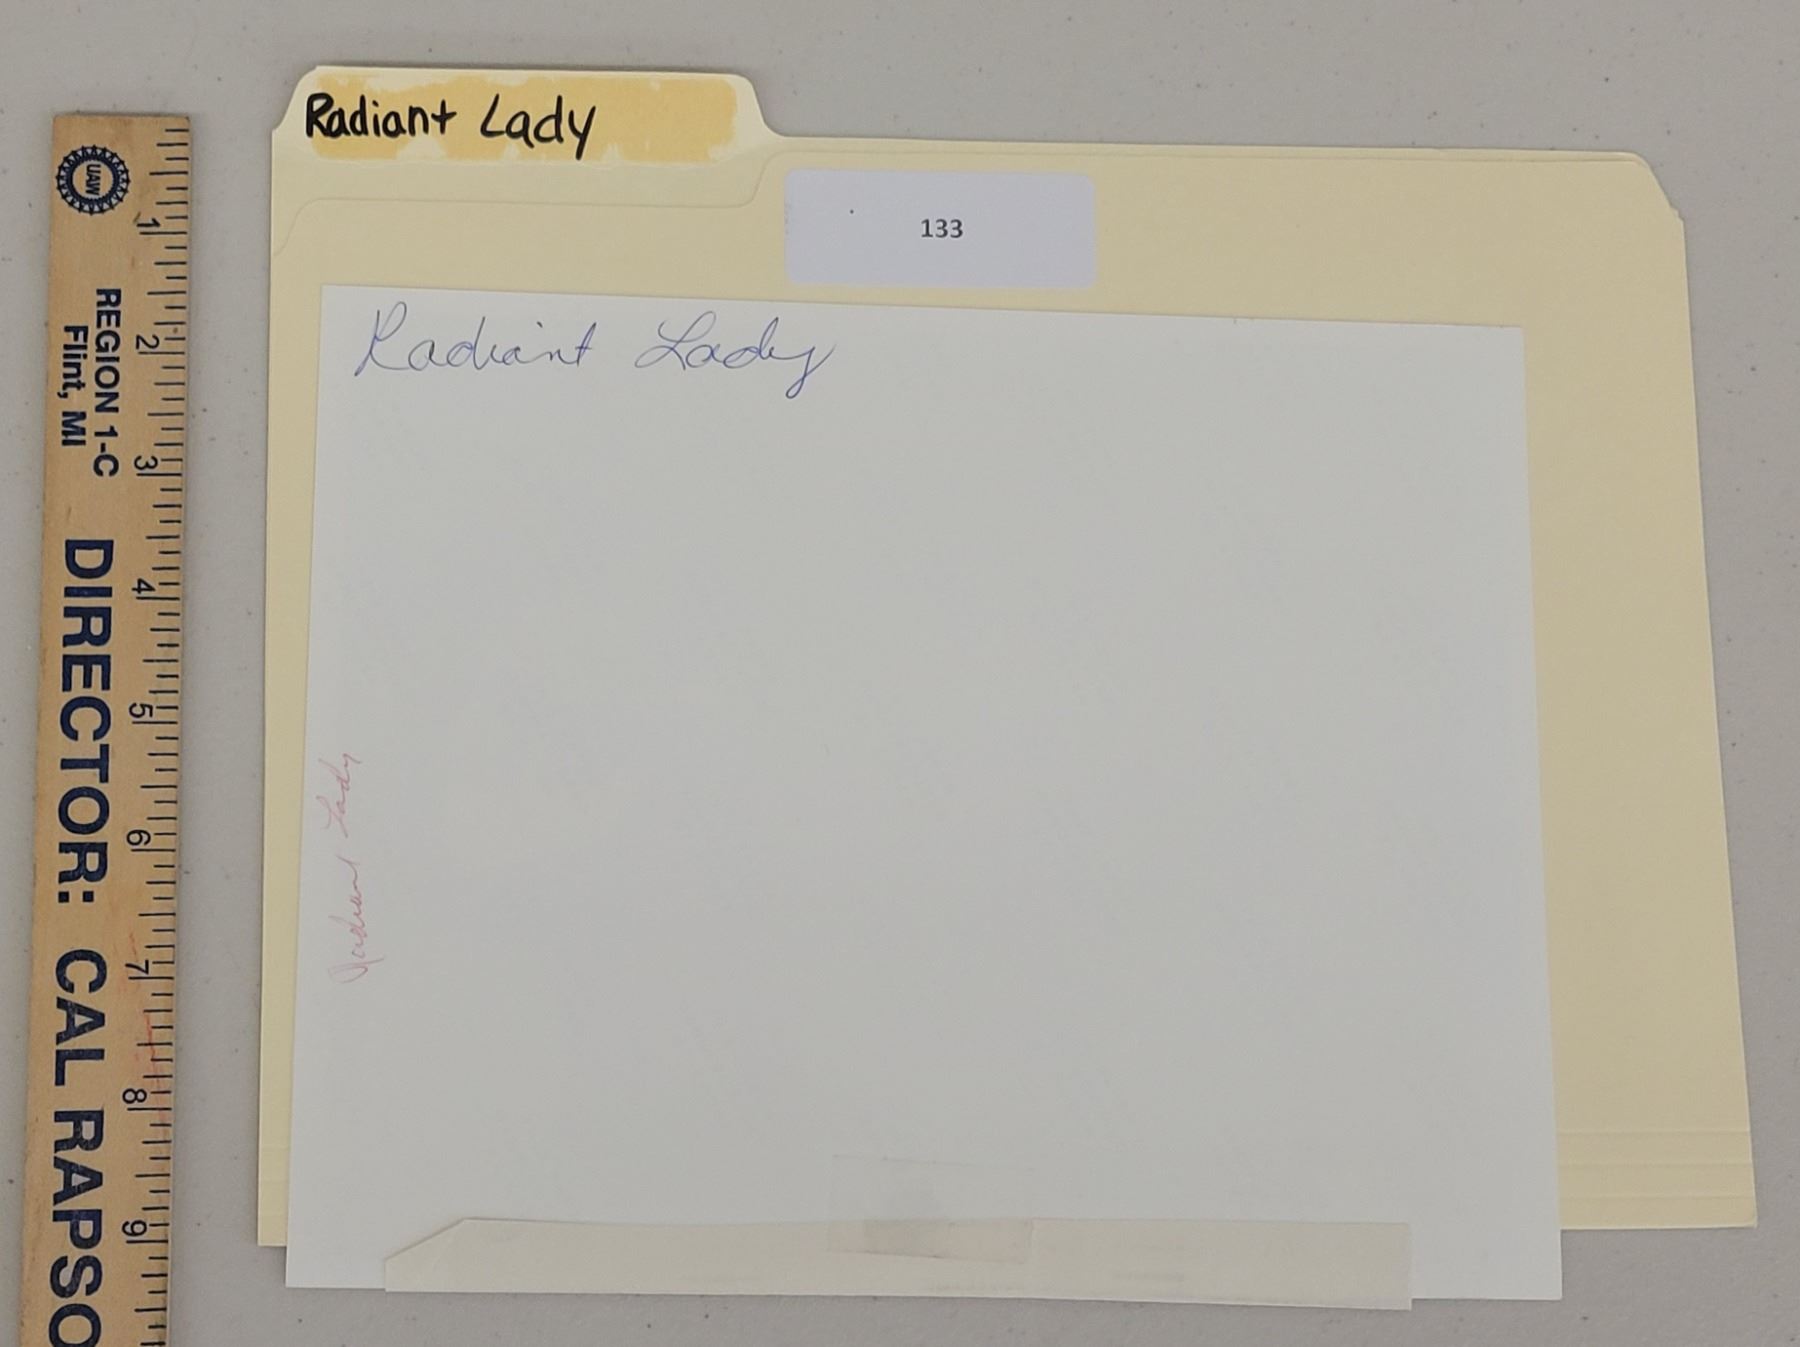 Radiant Lady
133
Radiant Lady
Radiant Lady
UAW
REGION 1-C
Flint, MI
DIRECTOR: CAL RAPSO
1
2
3
4
5
6
7
8
9